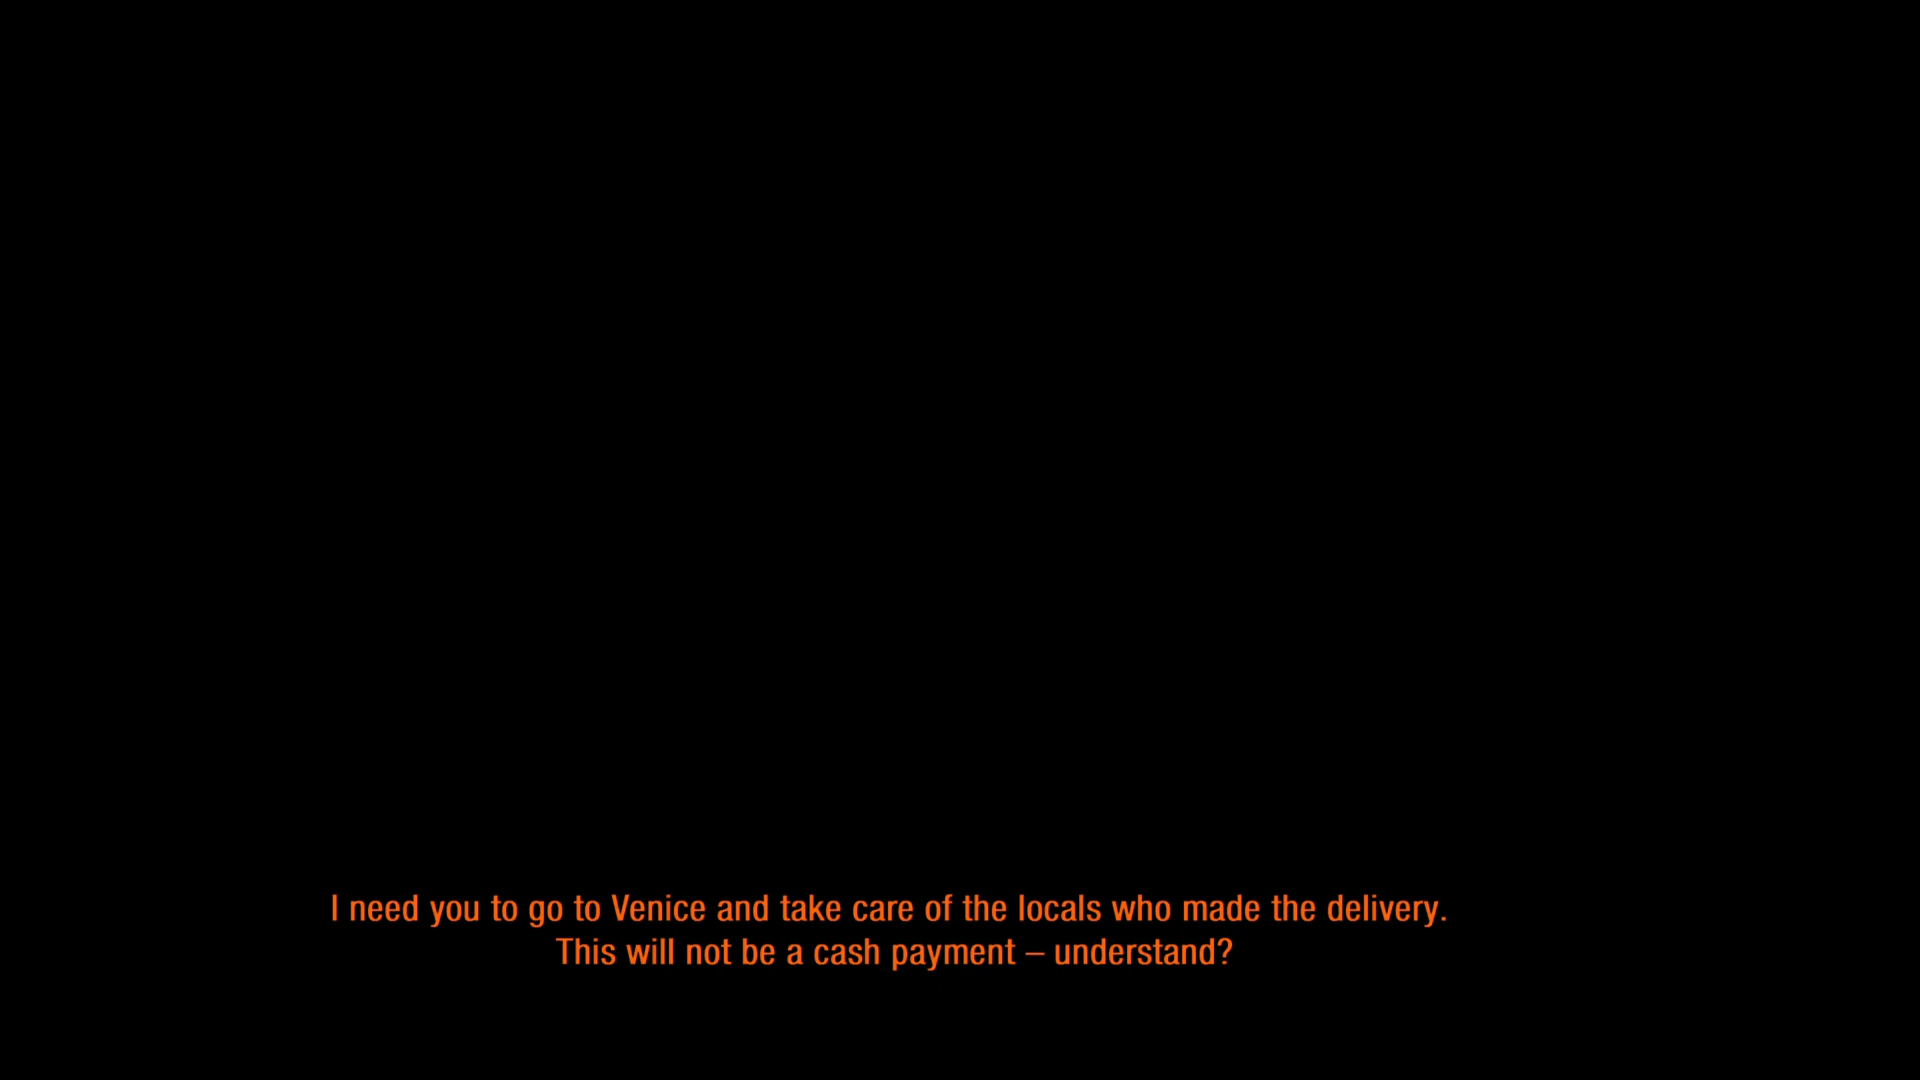 I need you to go to Venice and take care of the locals who made the delivery.
This will not be a cash payment – understand?